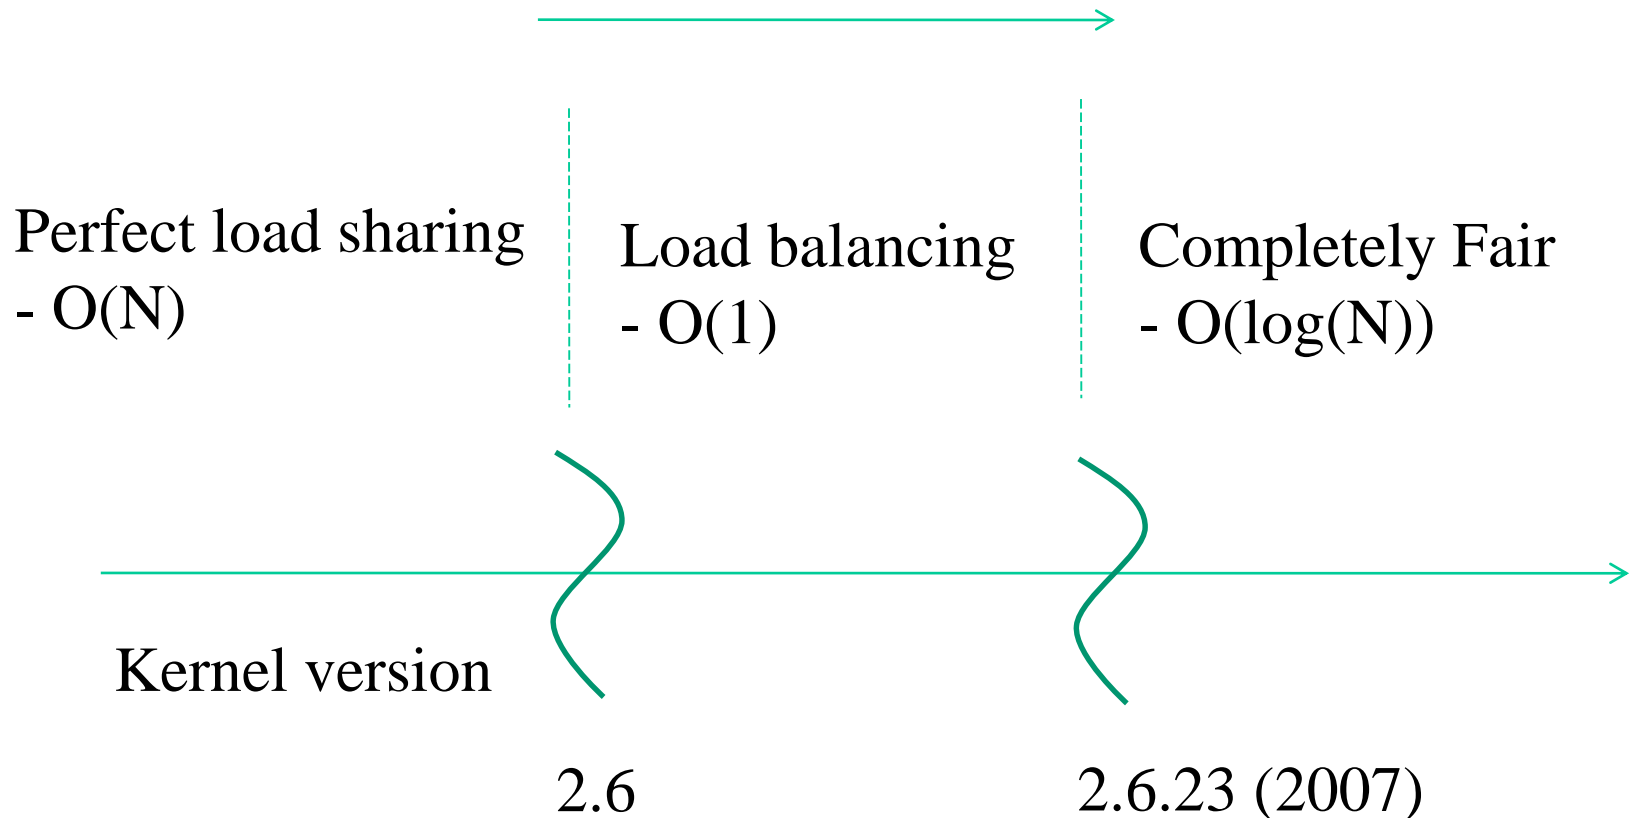 Perfect load sharing
- O(N)
Load balancing
- O(1)
Completely Fair
- O(log(N))
Kernel version
2.6
2.6.23 (2007)